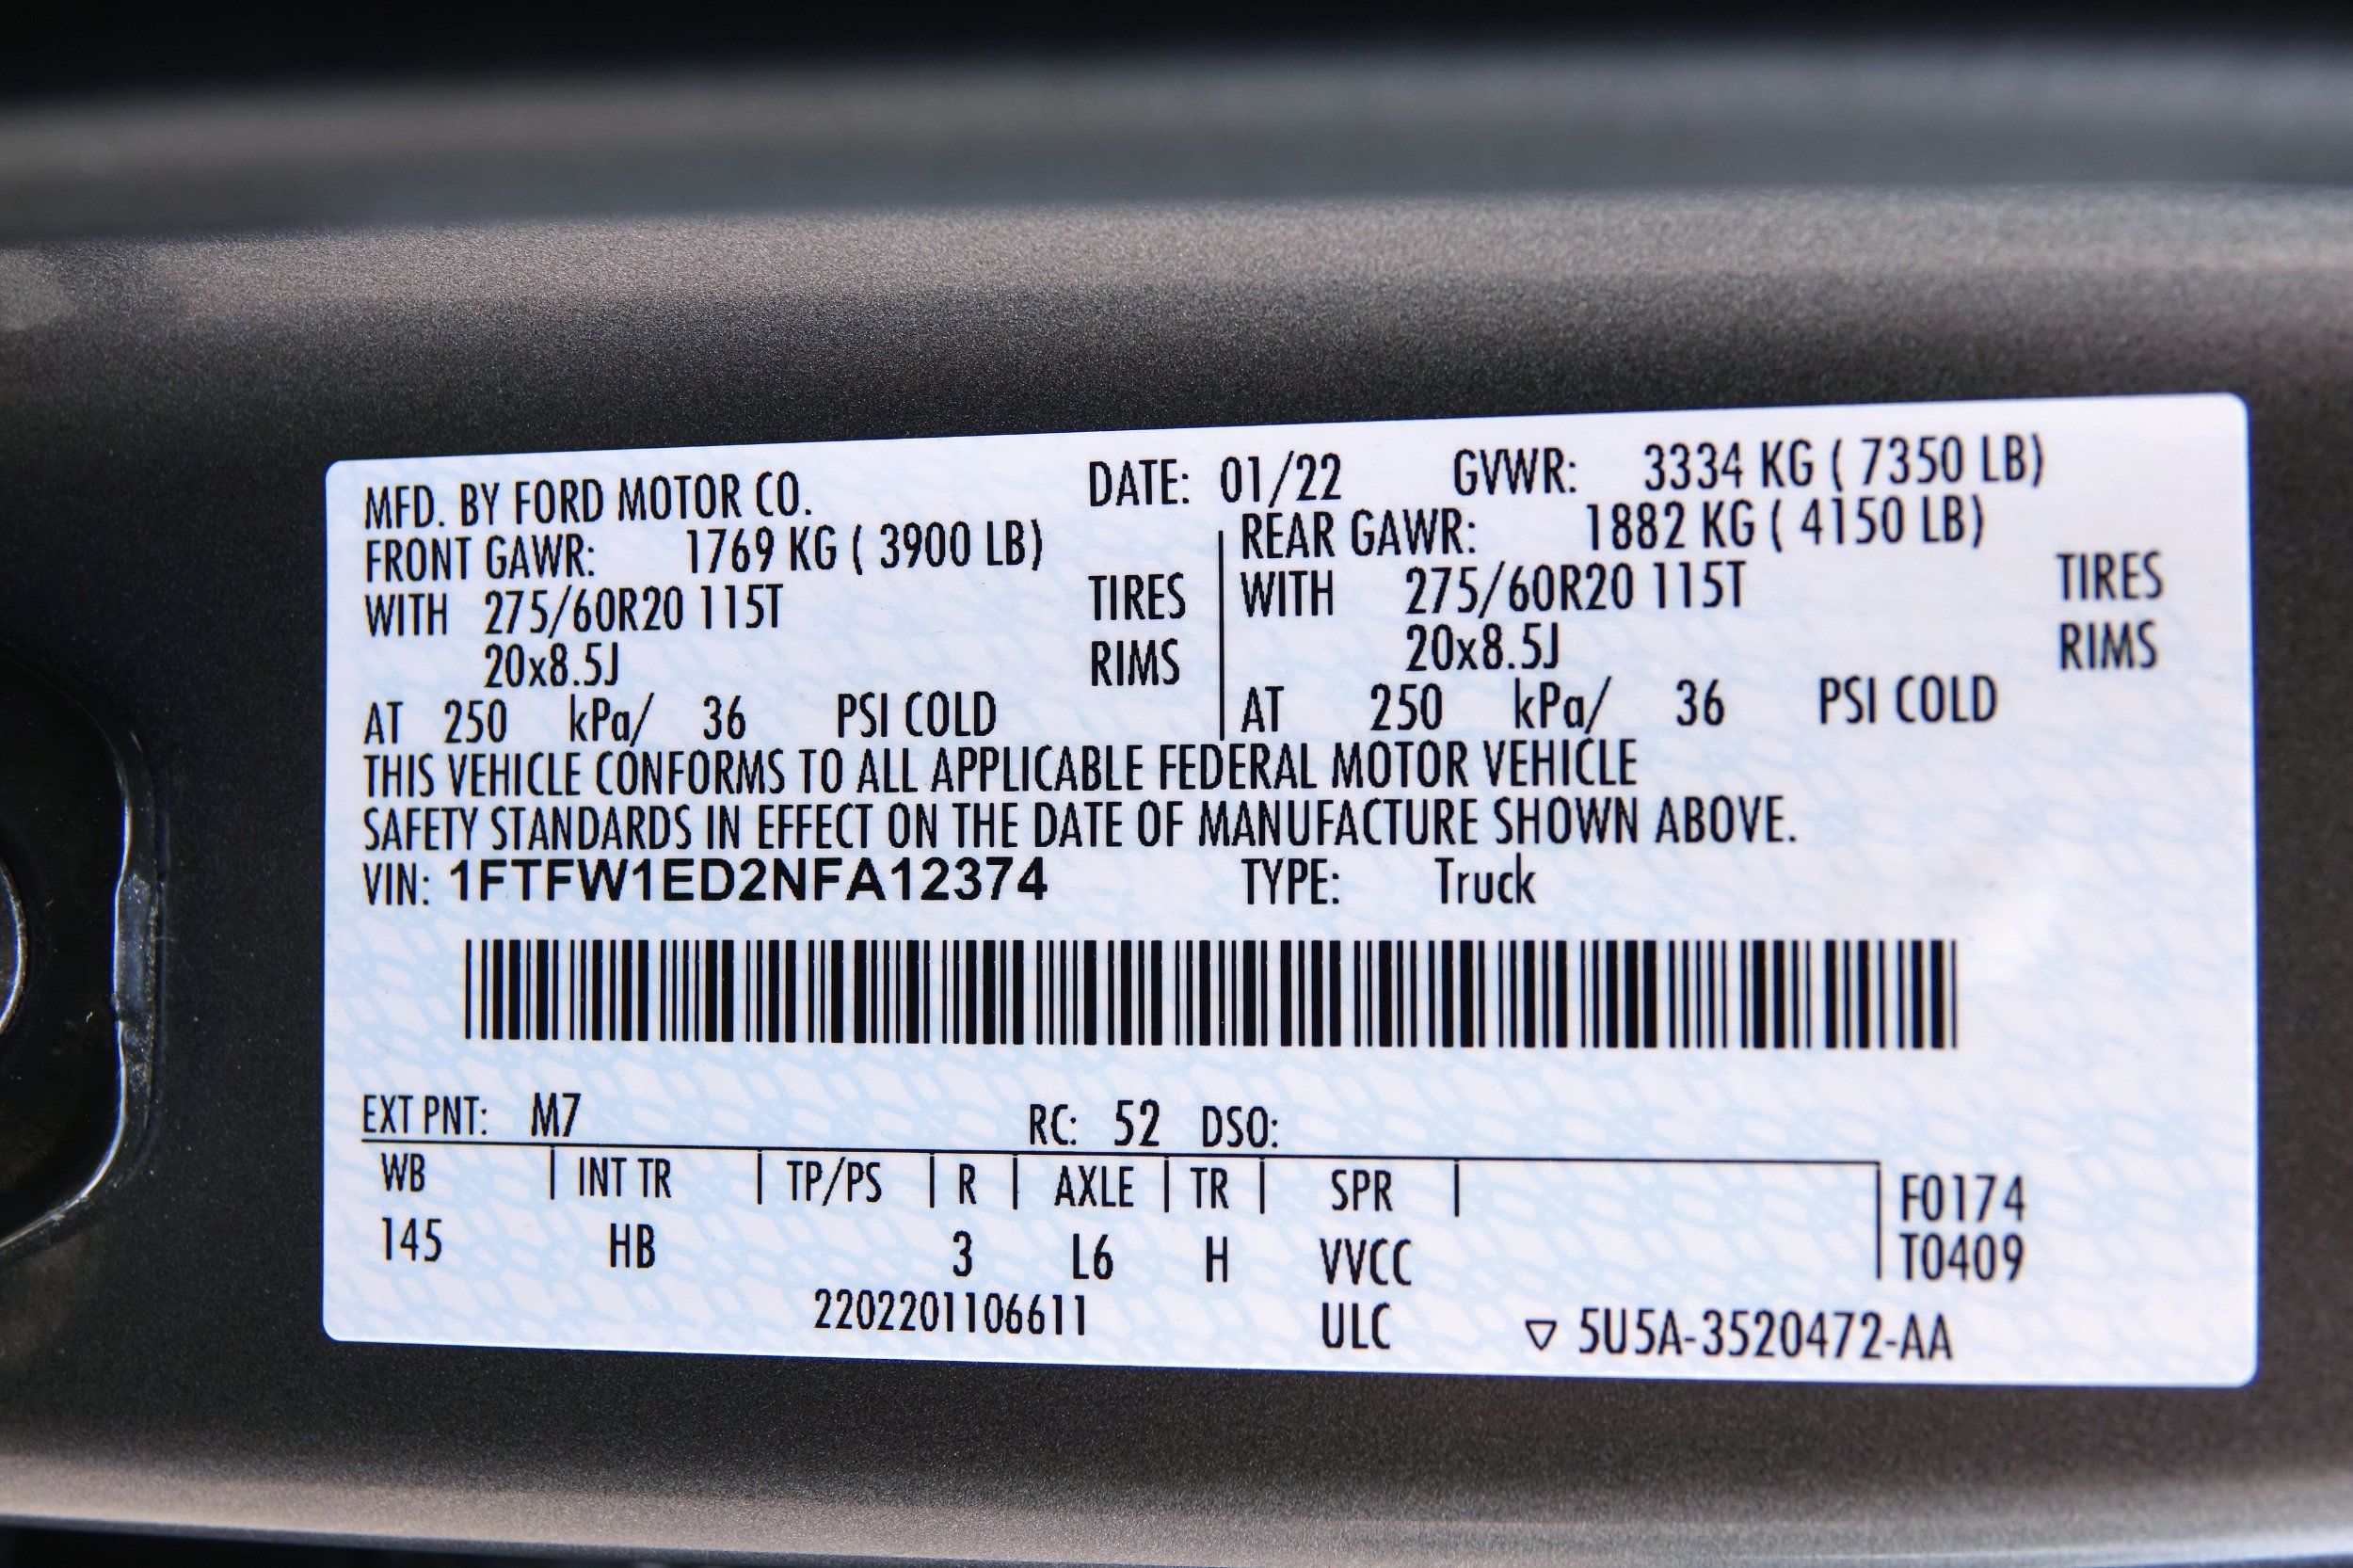 MFD. BY FORD MOTOR CO. DATE: 01/22 GVWR: 3334 KG ( 7350 LB)
FRONT GAWR: 1769 KG ( 3900 LB) REAR GAWR: 1882 KG ( 4150 LB)
WITH 275/60R20 115T TIRES WITH 275/60R20 115T TIRES
20x8.5J RIMS 20x8.5J RIMS
AT 250 kPa/ 36 PSI COLD AT 250 kPa/ 36 PSI COLD
THIS VEHICLE CONFORMS TO ALL APPLICABLE FEDERAL MOTOR VEHICLE
SAFETY STANDARDS IN EFFECT ON THE DATE OF MANUFACTURE SHOWN ABOVE.
VIN: 1FTFW1ED2NFA12374 TYPE: Truck
EXT PNT: M7 RC: 52 DSO:
WB | INT TR | TP/PS | R | AXLE | TR | SPR | F0174
145 HB 3 L6 H VVCC T0409
2202201106611 ULC ▽ 5U5A-3520472-AA